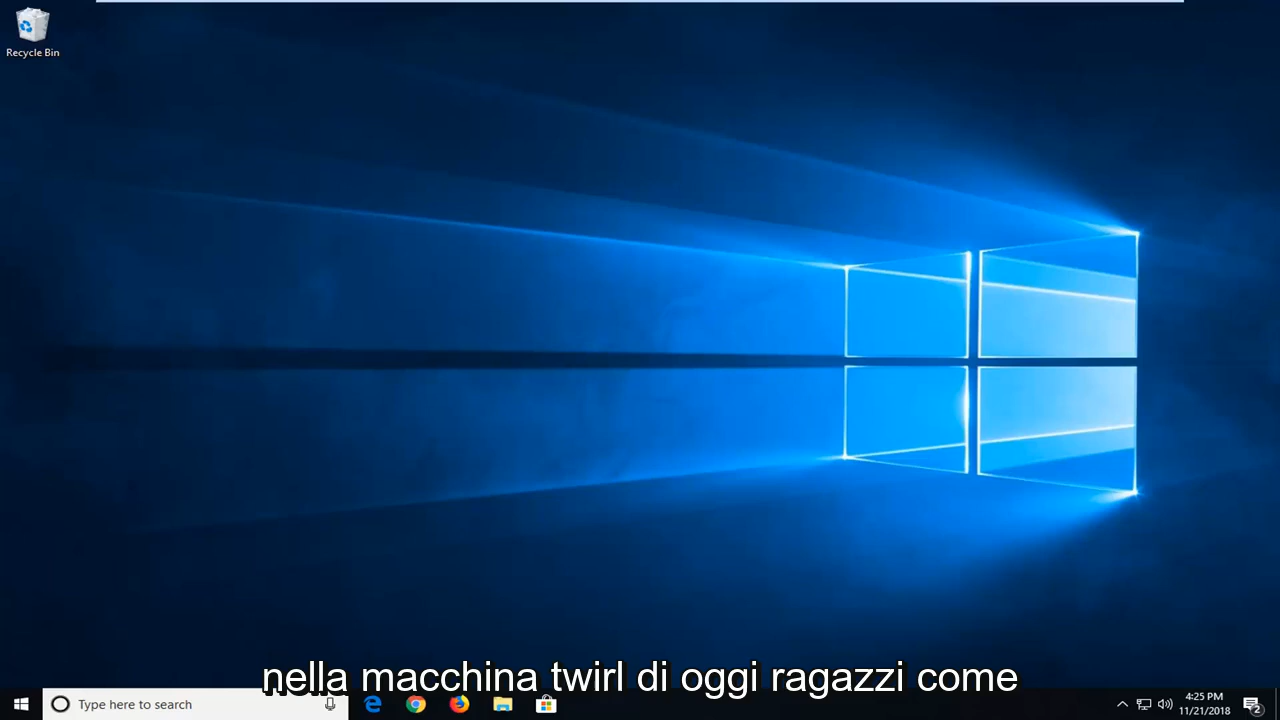 Recycle Bin
nella macchina twirl di oggi ragazzi come
Type here to search
4:25 PM
11/21/2018
2